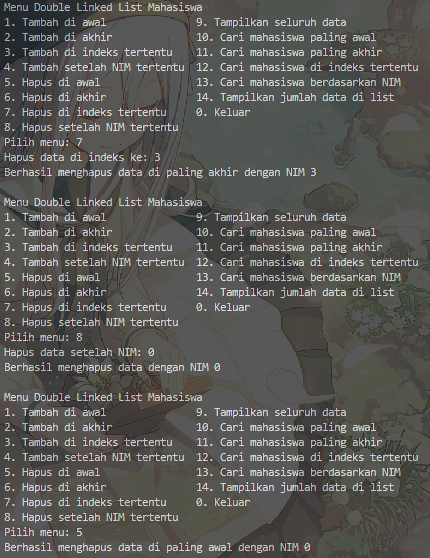 Menu Double Linked List Mahasiswa
1. Tambah di awal 9. Tampilkan seluruh data
2. Tambah di akhir 10. Cari mahasiswa paling awal
3. Tambah di indeks tertentu 11. Cari mahasiswa paling akhir
4. Tambah setelah NIM tertentu 12. Cari mahasiswa di indeks tertentu
5. Hapus di awal 13. Cari mahasiswa berdasarkan NIM
6. Hapus di akhir 14. Tampilkan jumlah data di list
7. Hapus di indeks tertentu 0. Keluar
8. Hapus setelah NIM tertentu
Pilih menu: 7
Hapus data di indeks ke: 3
Berhasil menghapus data di paling akhir dengan NIM 3
Menu Double Linked List Mahasiswa
1. Tambah di awal 9. Tampilkan seluruh data
2. Tambah di akhir 10. Cari mahasiswa paling awal
3. Tambah di indeks tertentu 11. Cari mahasiswa paling akhir
4. Tambah setelah NIM tertentu 12. Cari mahasiswa di indeks tertentu
5. Hapus di awal 13. Cari mahasiswa berdasarkan NIM
6. Hapus di akhir 14. Tampilkan jumlah data di list
7. Hapus di indeks tertentu 0. Keluar
8. Hapus setelah NIM tertentu
Pilih menu: 8
Hapus data setelah NIM: 0
Berhasil menghapus data dengan NIM 0
Menu Double Linked List Mahasiswa
1. Tambah di awal 9. Tampilkan seluruh data
2. Tambah di akhir 10. Cari mahasiswa paling awal
3. Tambah di indeks tertentu 11. Cari mahasiswa paling akhir
4. Tambah setelah NIM tertentu 12. Cari mahasiswa di indeks tertentu
5. Hapus di awal 13. Cari mahasiswa berdasarkan NIM
6. Hapus di akhir 14. Tampilkan jumlah data di list
7. Hapus di indeks tertentu 0. Keluar
8. Hapus setelah NIM tertentu
Pilih menu: 5
Berhasil menghapus data di paling awal dengan NIM 0